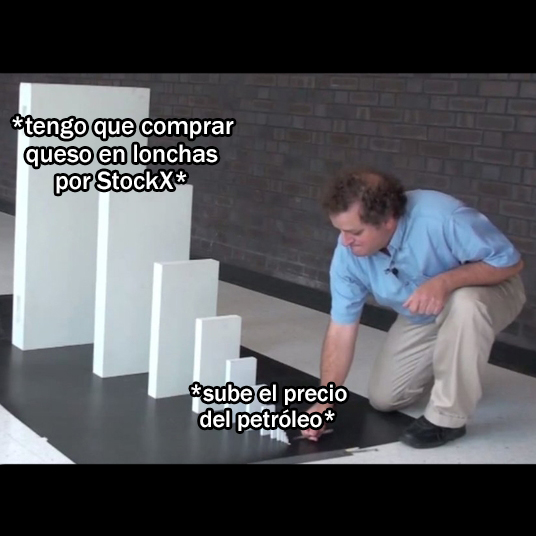 *tengo que comprar
queso en lonchas
por StockX*
*sube el precio
del petróleo*